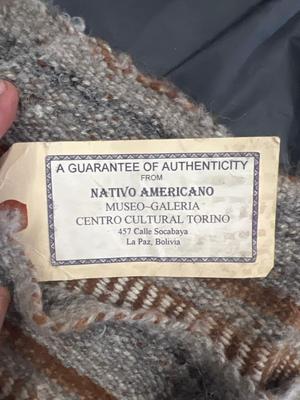 A GUARANTEE OF AUTHENTICITY
FROM
NATIVO AMERICANO
MUSEO-GALERIA
CENTRO CULTURAL TORINO
457 Calle Socabaya
La Paz, Bolivia